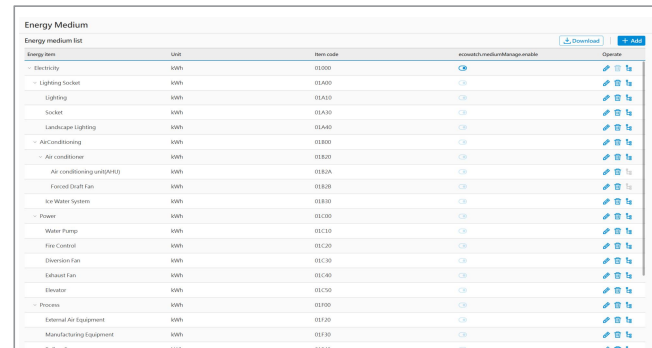 Energy Medium
Energy medium list Download + Add
Energy item Unit Item code ecowatch.mediumManage.enable Operate
Electricity kWh 01000
Lighting Socket kWh 01A00
Lighting kWh 01A10
Socket kWh 01A30
Landscape Lighting kWh 01A40
AirConditioning kWh 01B00
Air conditioner kWh 01B20
Air conditioning unit(AHU) kWh 01B2A
Forced Draft Fan kWh 01B2B
Ice Water System kWh 01B30
Power kWh 01C00
Water Pump kWh 01C10
Fire Control kWh 01C20
Diversion Fan kWh 01C30
Exhaust Fan kWh 01C40
Elevator kWh 01C50
Process kWh 01F00
External Air Equipment kWh 01F20
Manufacturing Equipment kWh 01F30